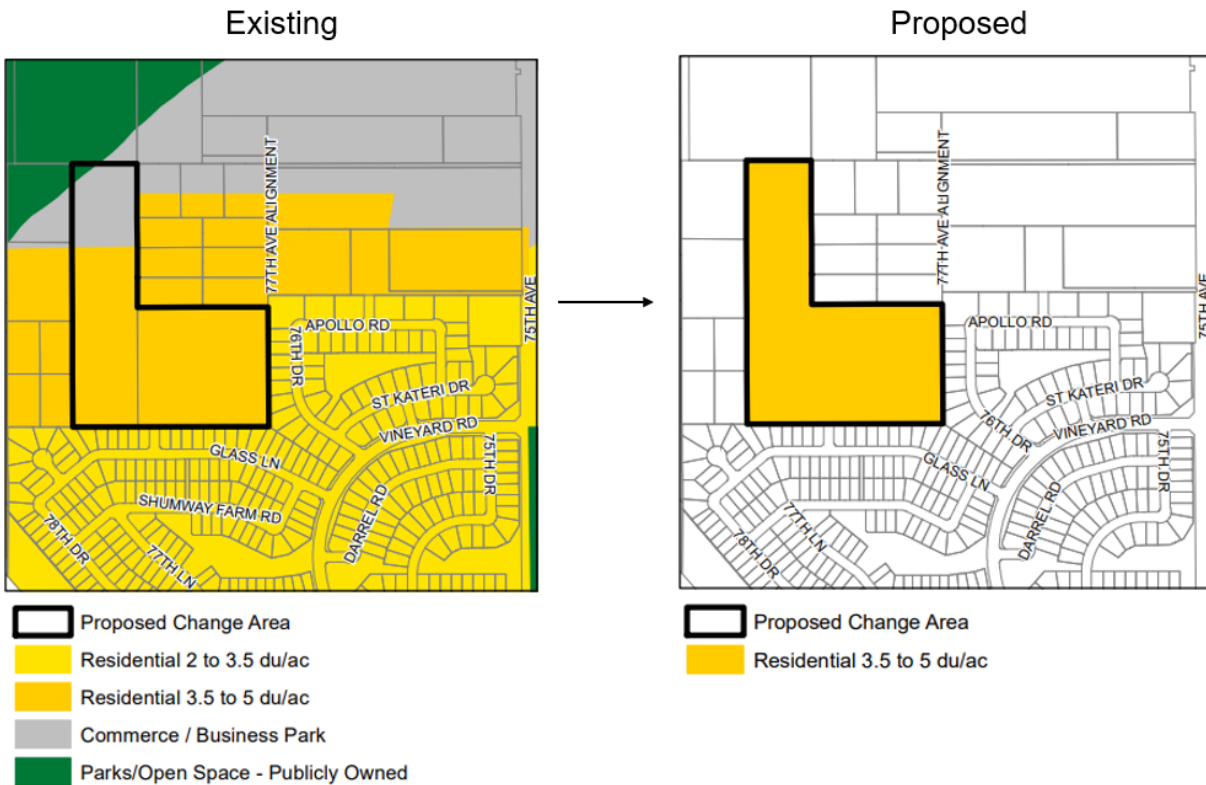 Existing
Proposed
77TH AVE ALIGNMENT
75TH AVE
APOLLO RD
76TH DR
ST KATERI DR
VINEYARD RD
75TH DR
GLASS LN
SHUMWAY FARM RD
DARREL RD
78TH DR
77TH LN
77TH AVE ALIGNMENT
75TH AVE
APOLLO RD
ST KATERI DR
76TH DR
VINEYARD RD
75TH DR
GLASS LN
DARREL RD
77TH LN
78TH DR
Proposed Change Area
Residential 2 to 3.5 du/ac
Residential 3.5 to 5 du/ac
Commerce / Business Park
Parks/Open Space - Publicly Owned
Proposed Change Area
Residential 3.5 to 5 du/ac